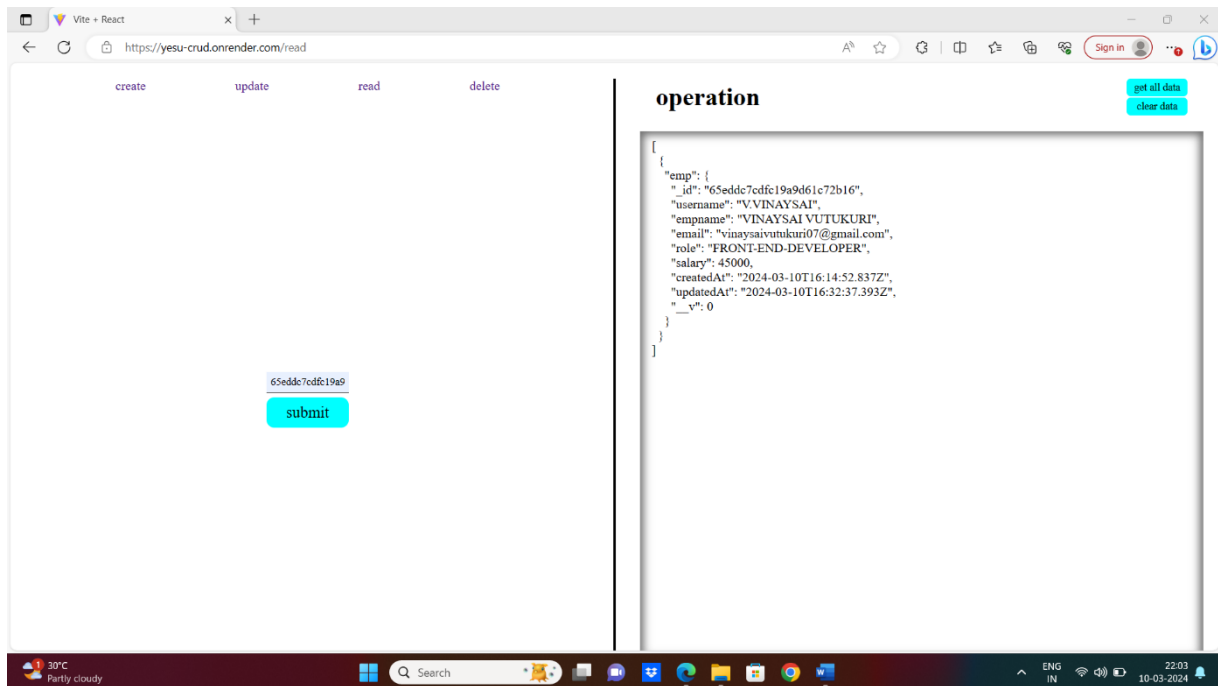 Vite + React
https://yesu-crud.onrender.com/read
Sign in
create update read delete
operation
get all data
clear data
[
{
"emp": {
"_id": "65eddc7cdfc19a9d61c72b16",
"username": "V.VINAYSAI",
"empname": "VINAYSAI VUTUKURI",
"email": "vinaysaivutukuri07@gmail.com",
"role": "FRONT-END-DEVELOPER",
"salary": 45000,
"createdAt": "2024-03-10T16:14:52.837Z",
"updatedAt": "2024-03-10T16:32:37.393Z",
"__v": 0
}
}
]
65eddc7cdfc19a9
submit
1
30°C
Partly cloudy
Search
ENG
IN
22:03
10-03-2024